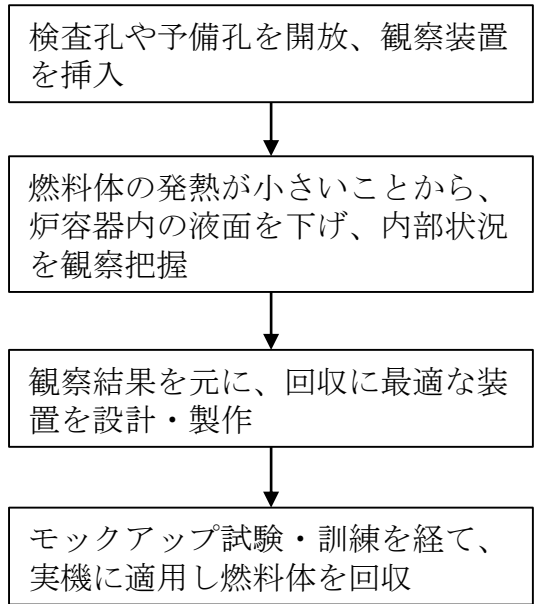 検査孔や予備孔を開放、観察装置
を挿入
燃料体の発熱が小さいことから、
炉容器内の液面を下げ、内部状況
を観察把握
観察結果を元に、回収に最適な装
置を設計・製作
モックアップ試験・訓練を経て、
実機に適用し燃料体を回収